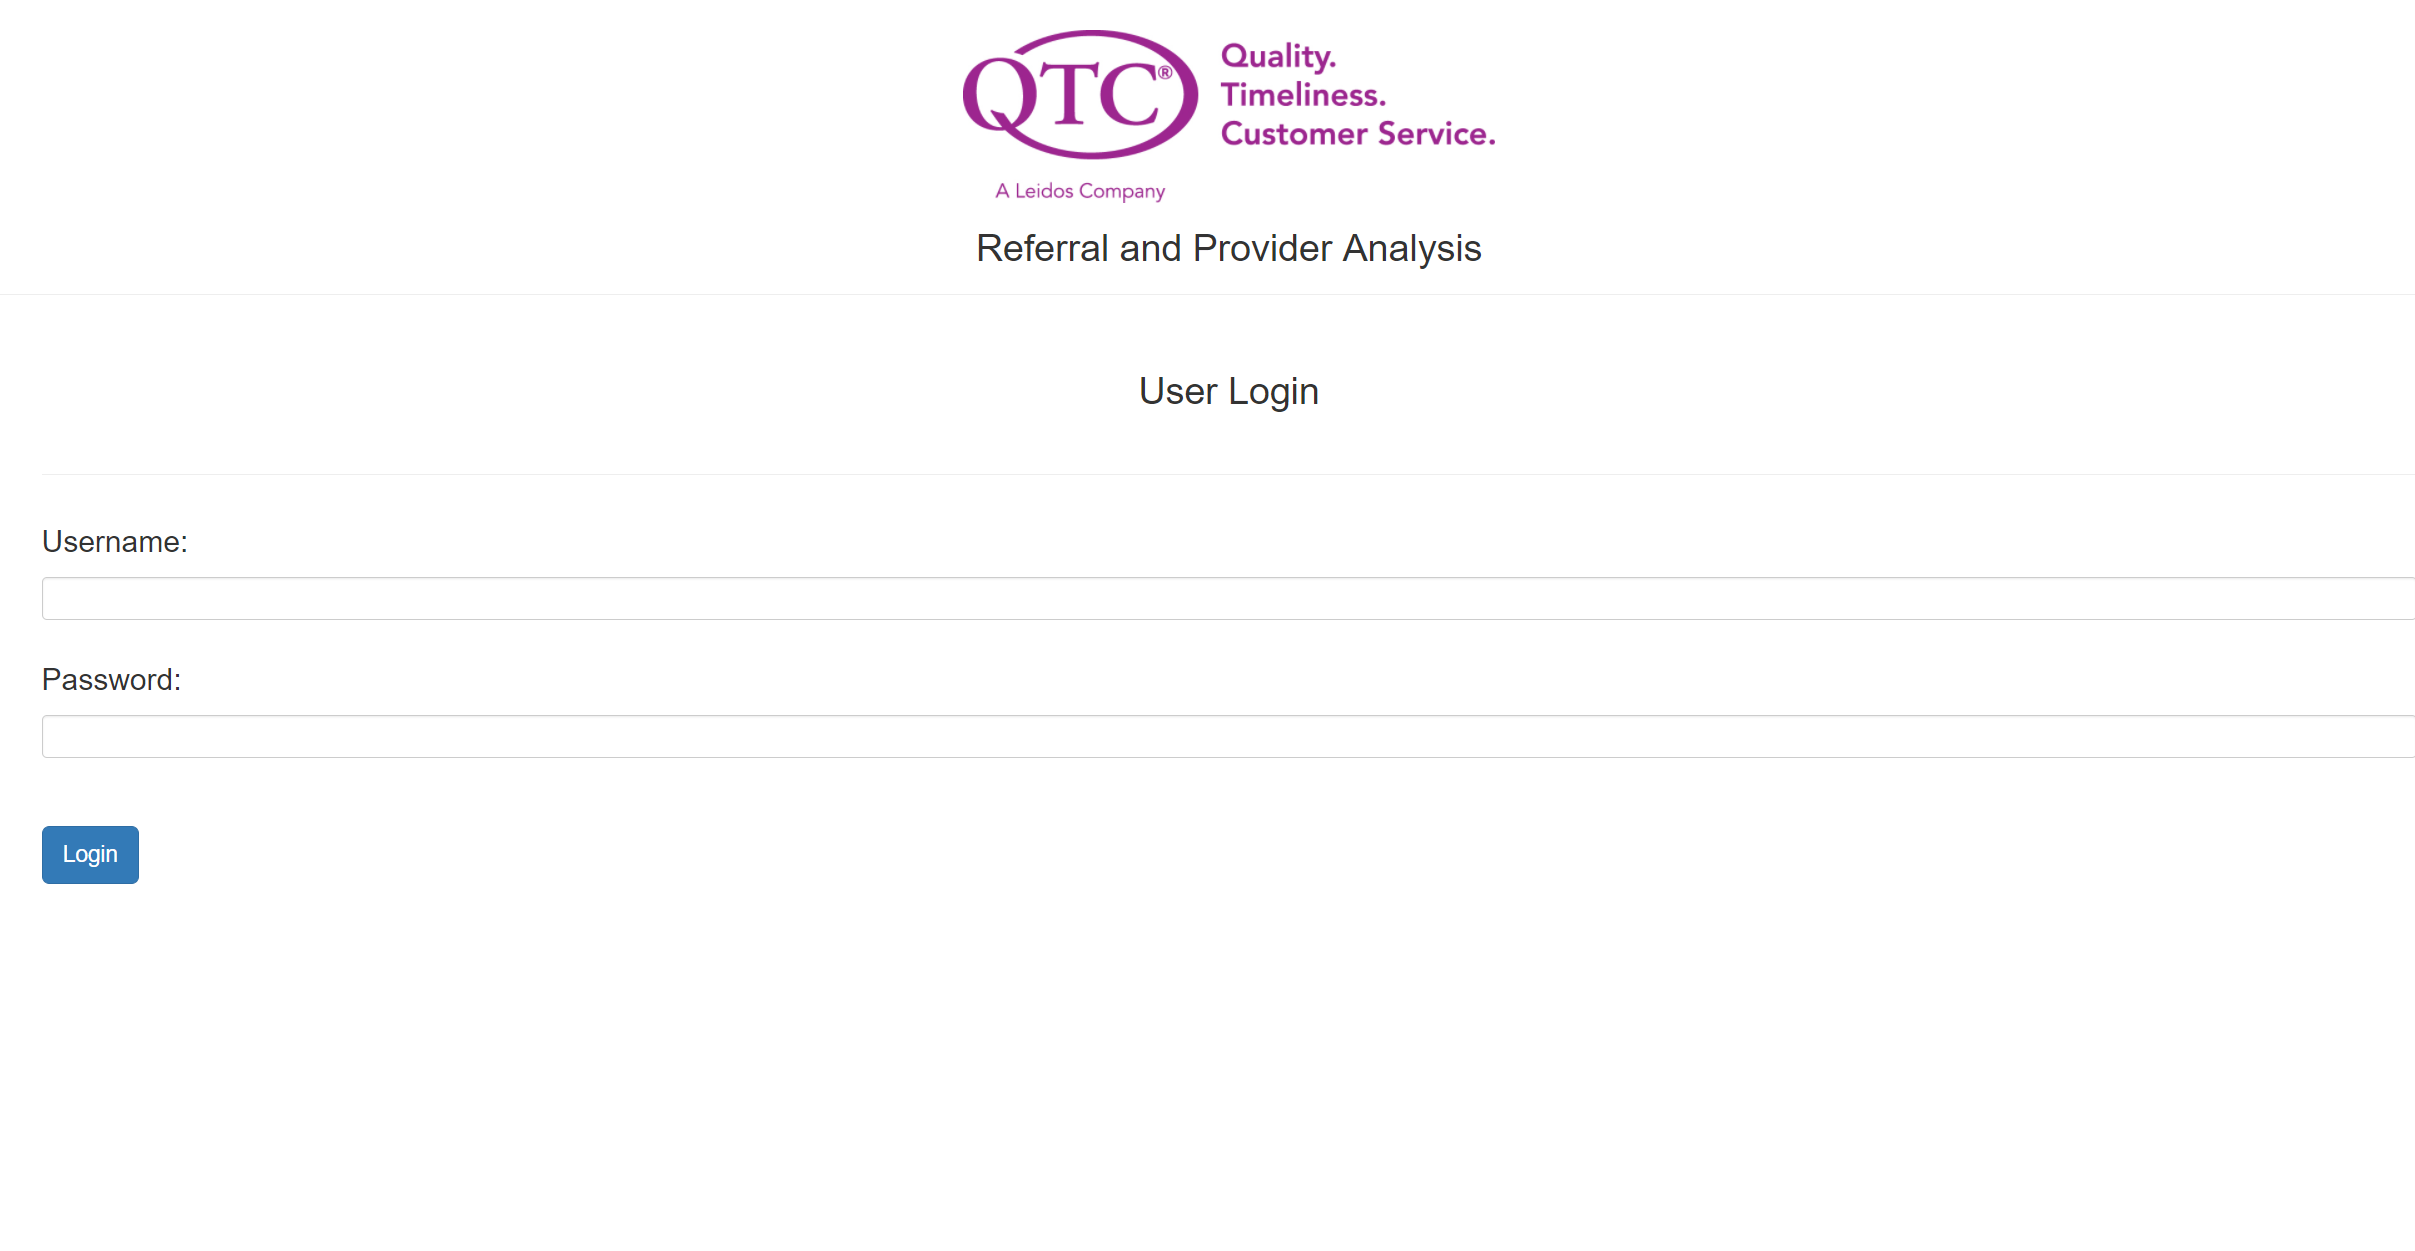 QTC®
Quality.
Timeliness.
Customer Service.
A Leidos Company
Referral and Provider Analysis
User Login
Username:
Password:
Login